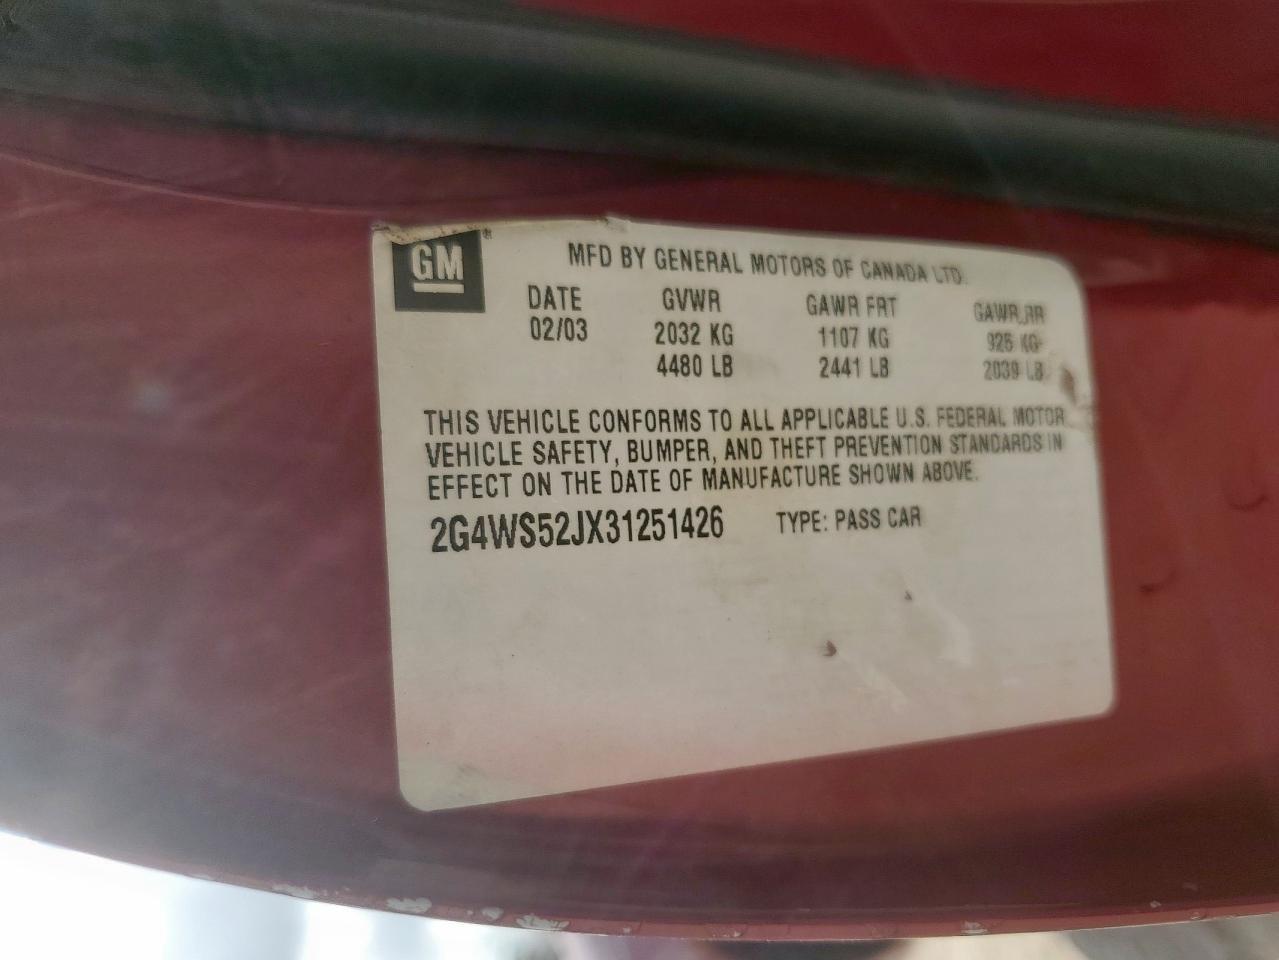 GM
MFD BY GENERAL MOTORS OF CANADA LTD.
DATE GVWR GAWR FRT GAWR RR
02/03 2032 KG 1107 KG 925 KG
4480 LB 2441 LB 2039 LB
THIS VEHICLE CONFORMS TO ALL APPLICABLE U.S. FEDERAL MOTOR
VEHICLE SAFETY, BUMPER, AND THEFT PREVENTION STANDARDS IN
EFFECT ON THE DATE OF MANUFACTURE SHOWN ABOVE.
2G4WS52JX31251426 TYPE: PASS CAR